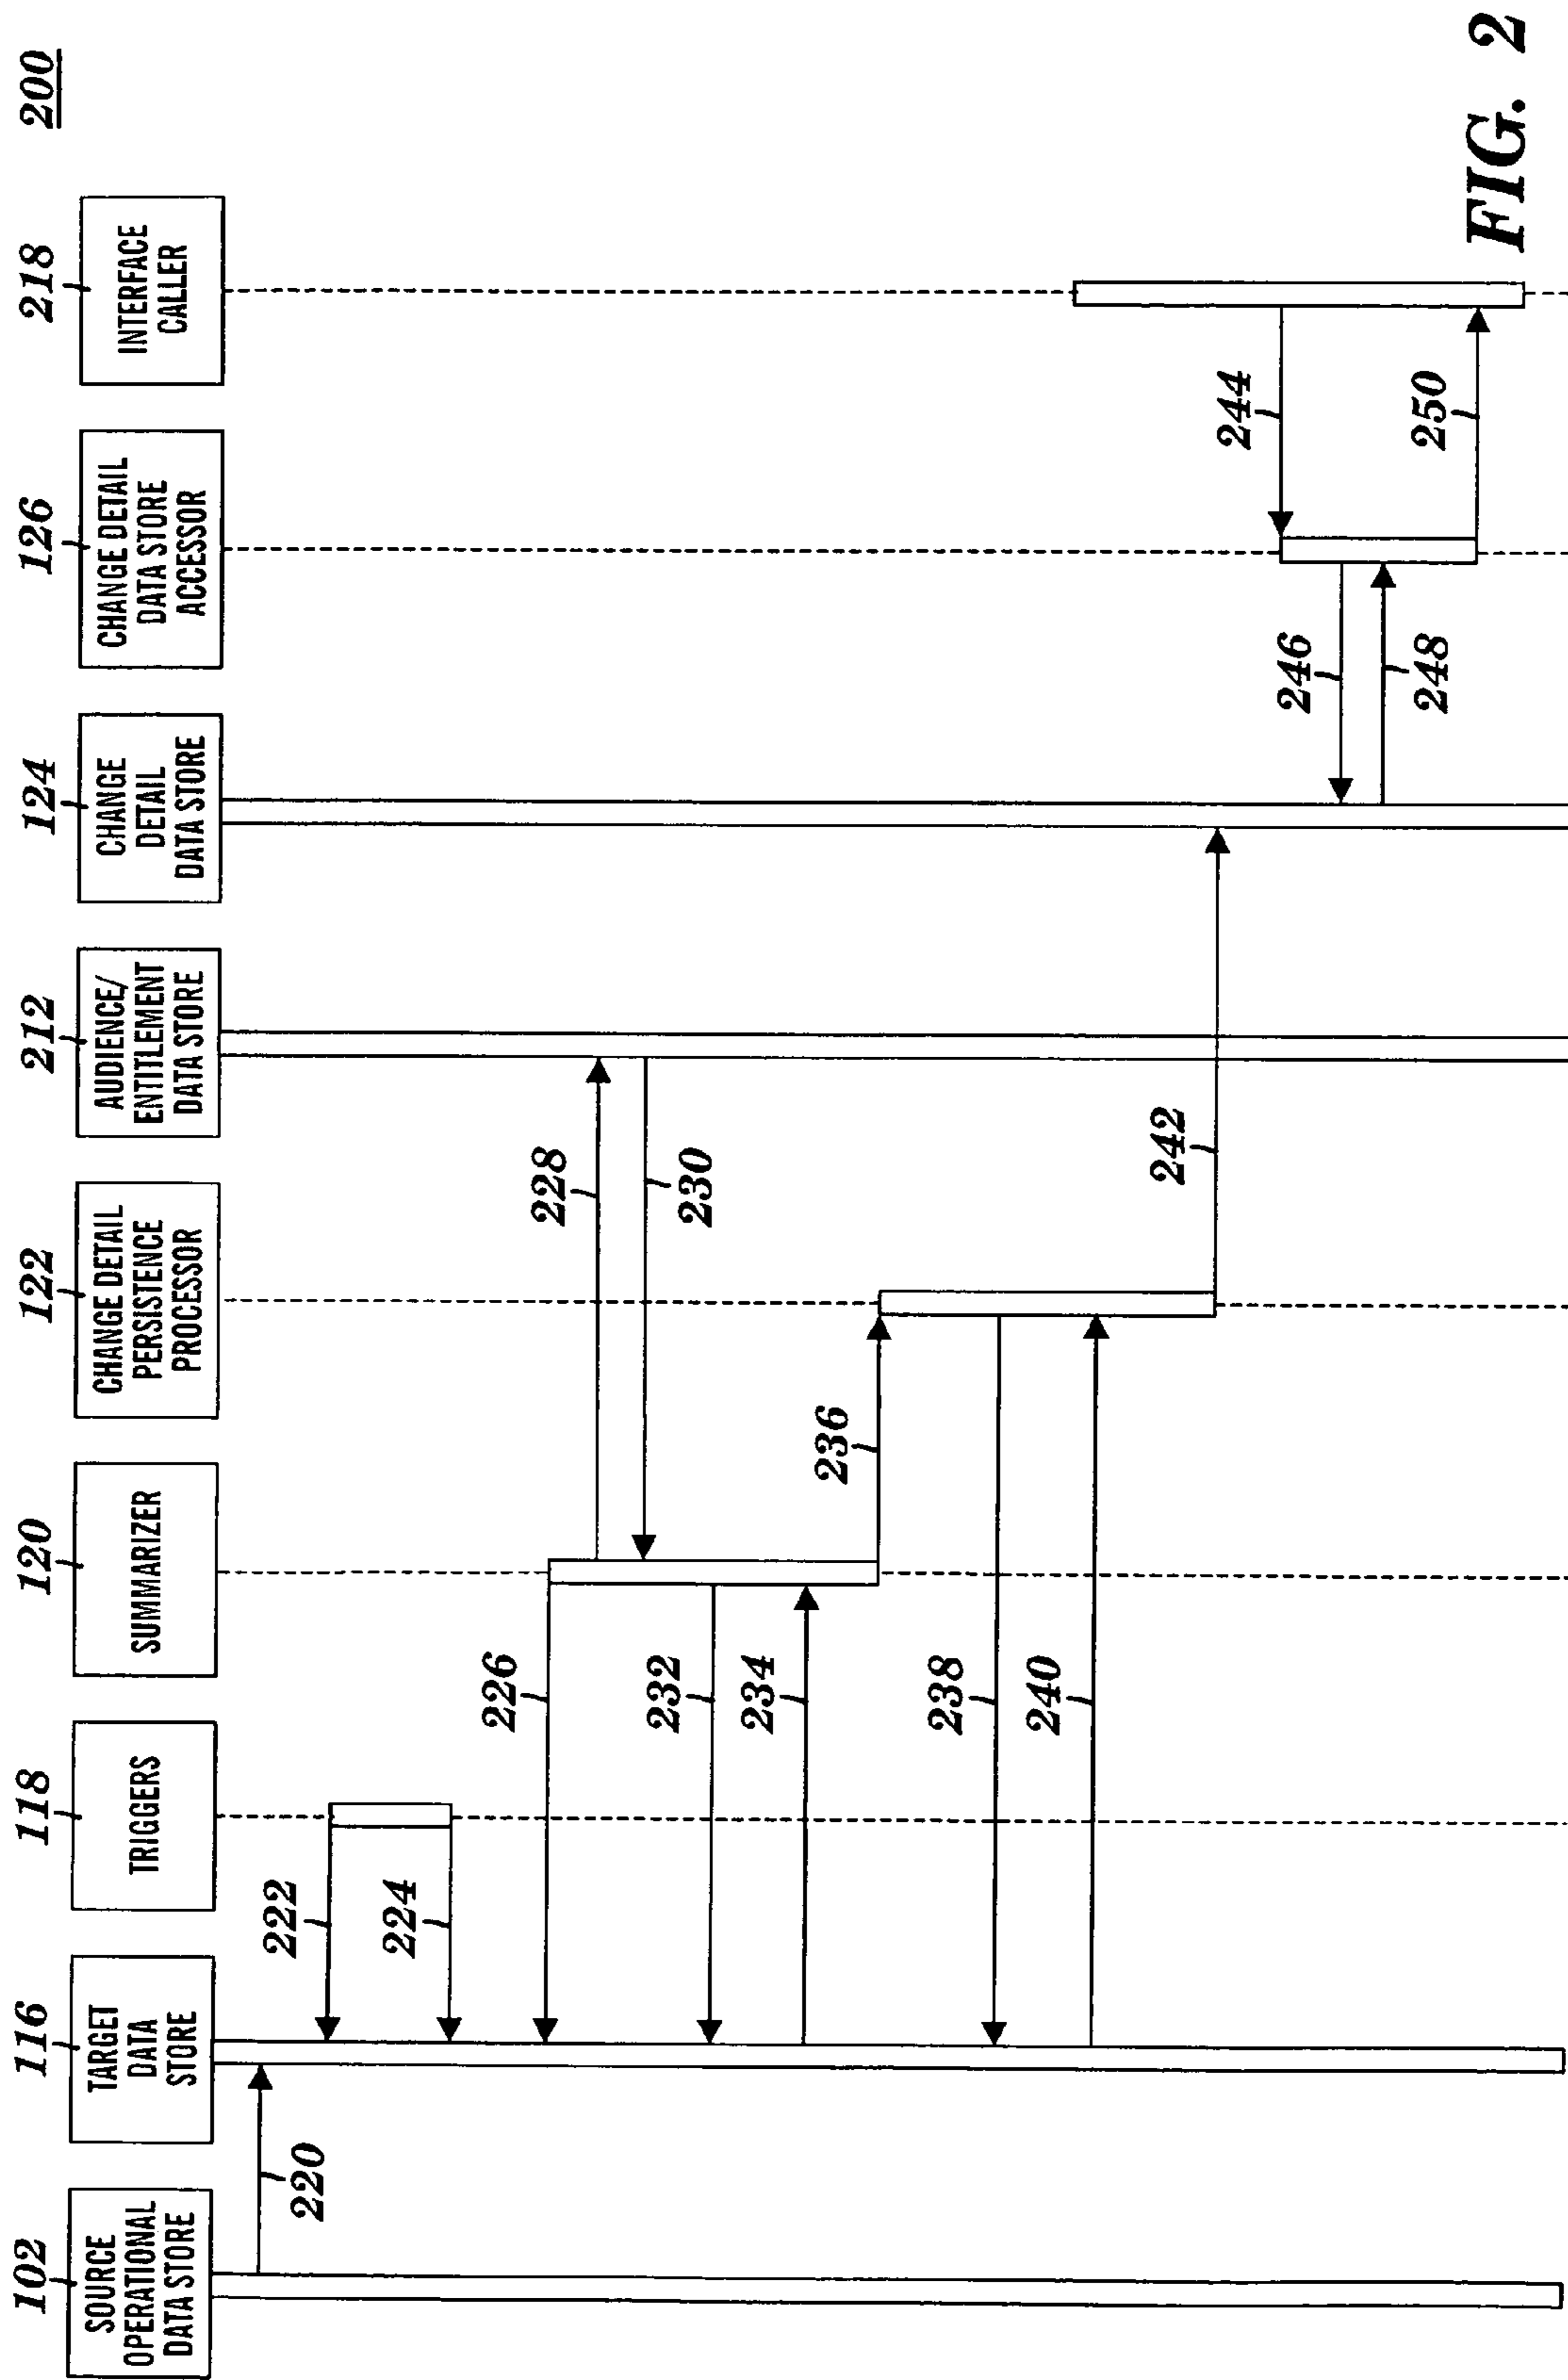 200
102
116
118
120
122
212
124
126
218
SOURCE
OPERATIONAL
DATA STORE
TARGET
DATA
STORE
TRIGGERS
SUMMARIZER
CHANGE DETAIL
PERSISTENCE
PROCESSOR
AUDIENCE/
ENTITLEMENT
DATA STORE
CHANGE
DETAIL
DATA STORE
CHANGE DETAIL
DATA STORE
ACCESSOR
INTERFACE
CALLER
220
222
224
226
228
230
232
234
236
238
240
242
244
246
248
250
FIG. 2